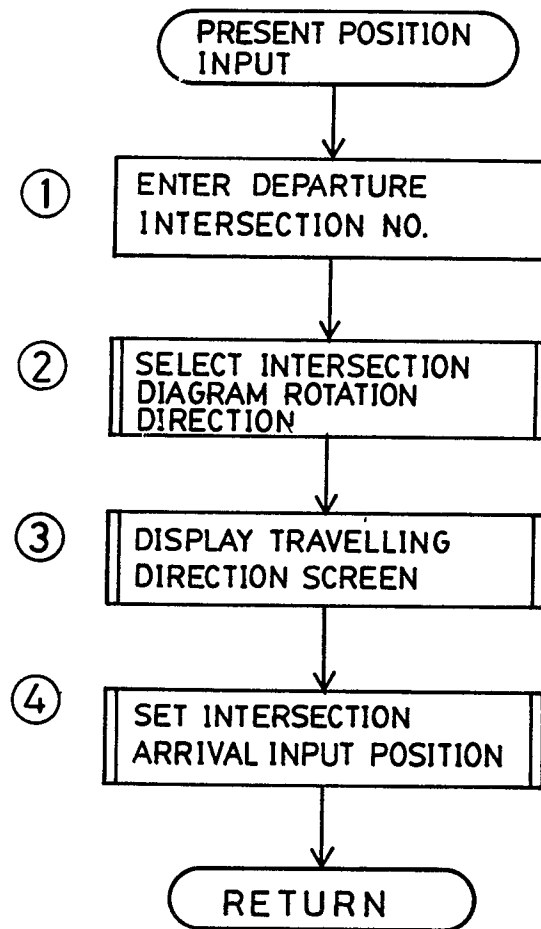 PRESENT POSITION
INPUT
①
ENTER DEPARTURE
INTERSECTION NO.
②
SELECT INTERSECTION
DIAGRAM ROTATION
DIRECTION
③
DISPLAY TRAVELLING
DIRECTION SCREEN
④
SET INTERSECTION
ARRIVAL INPUT POSITION
RETURN